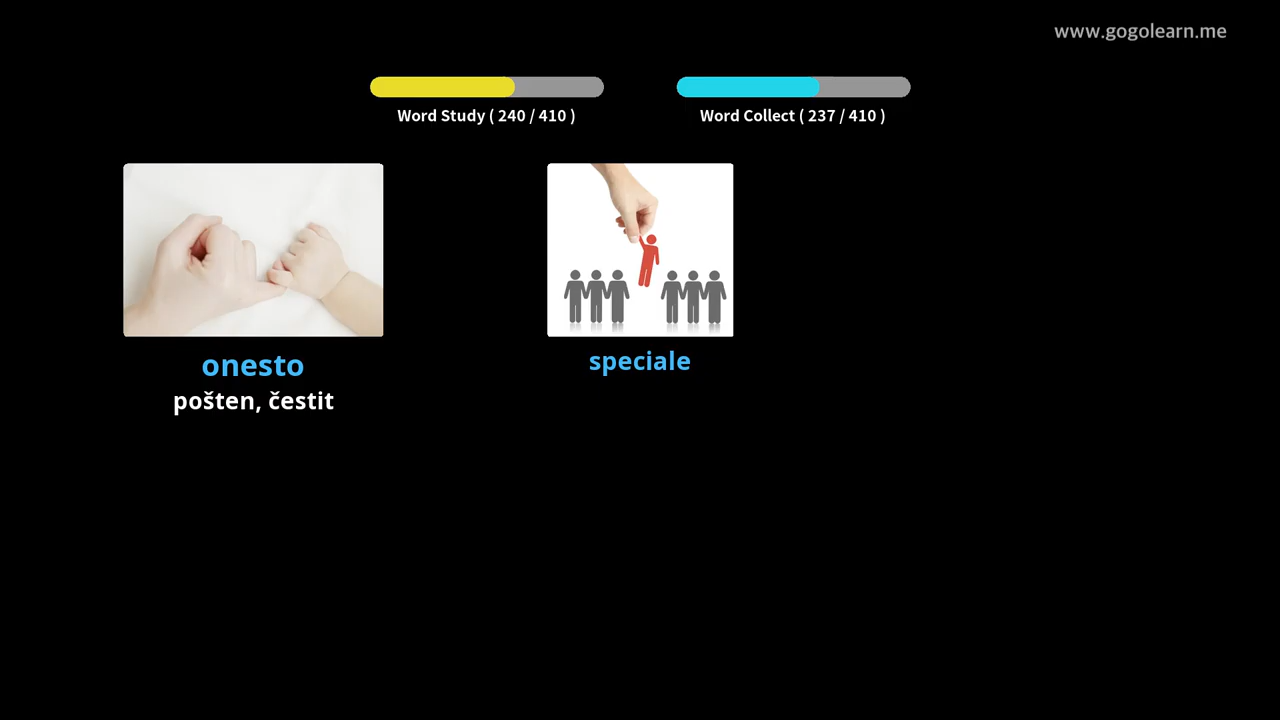 www.gogolearn.me
Word Study ( 240 / 410 )
Word Collect ( 237 / 410 )
onesto
pošten, čestit
speciale